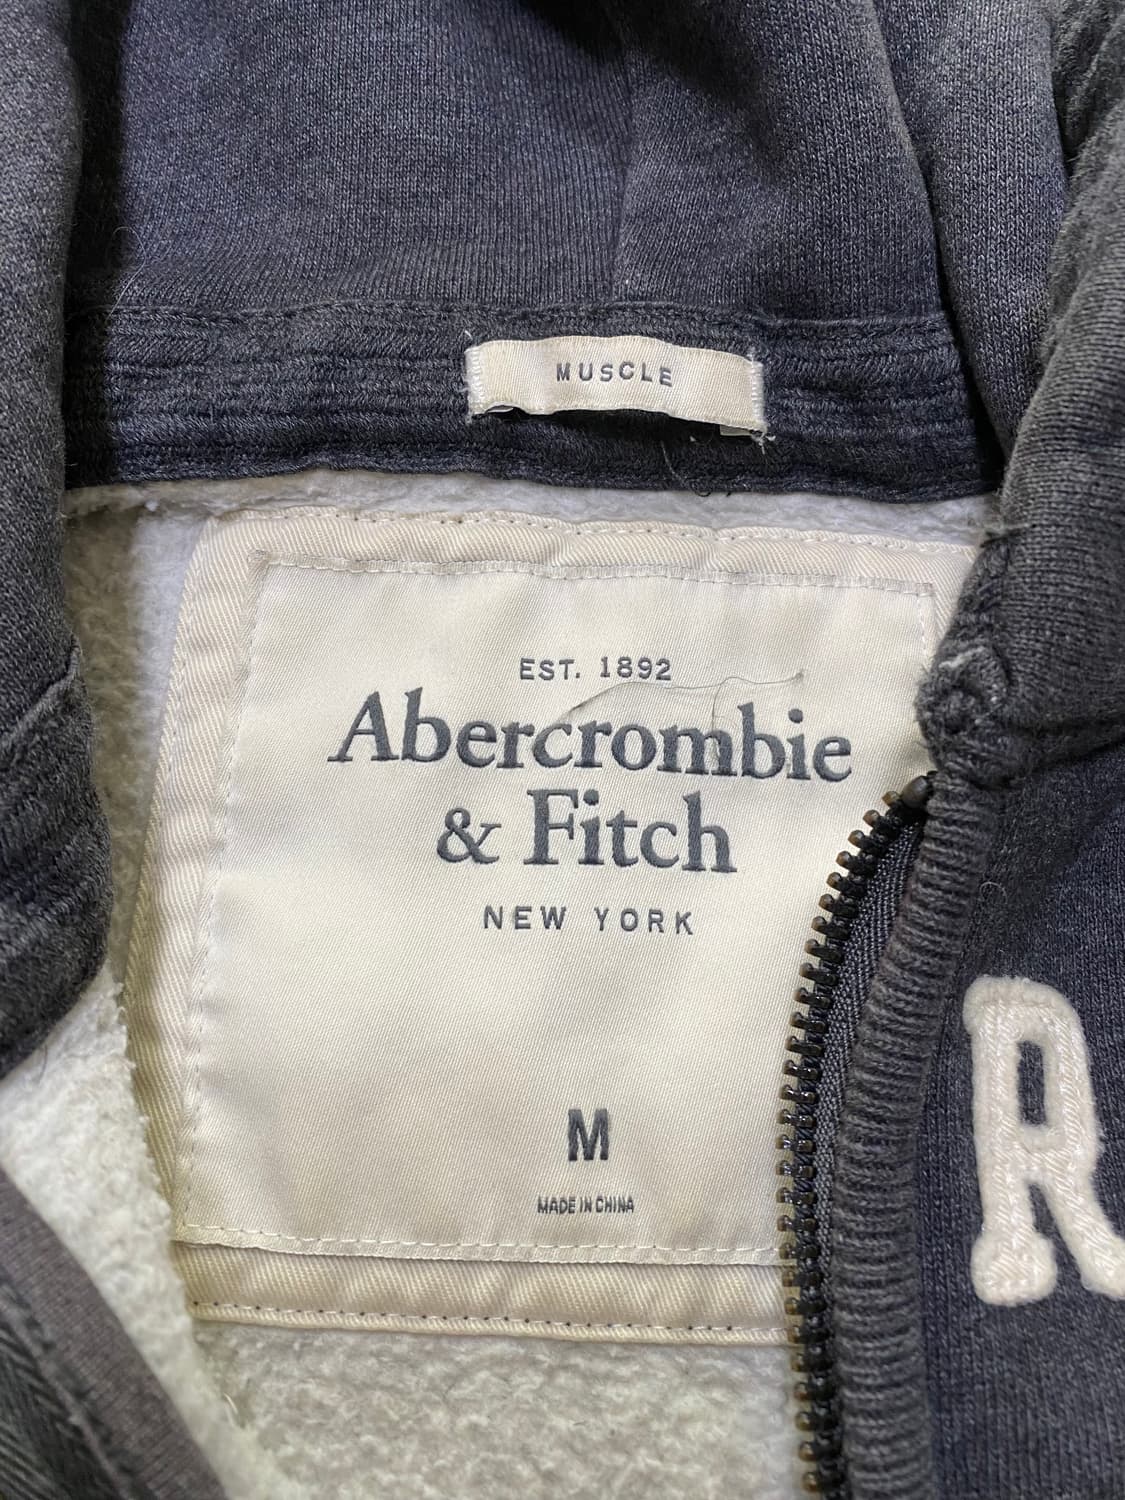 MUSCLE
EST. 1892
Abercrombie
& Fitch
NEW YORK
M
MADE IN CHINA
R